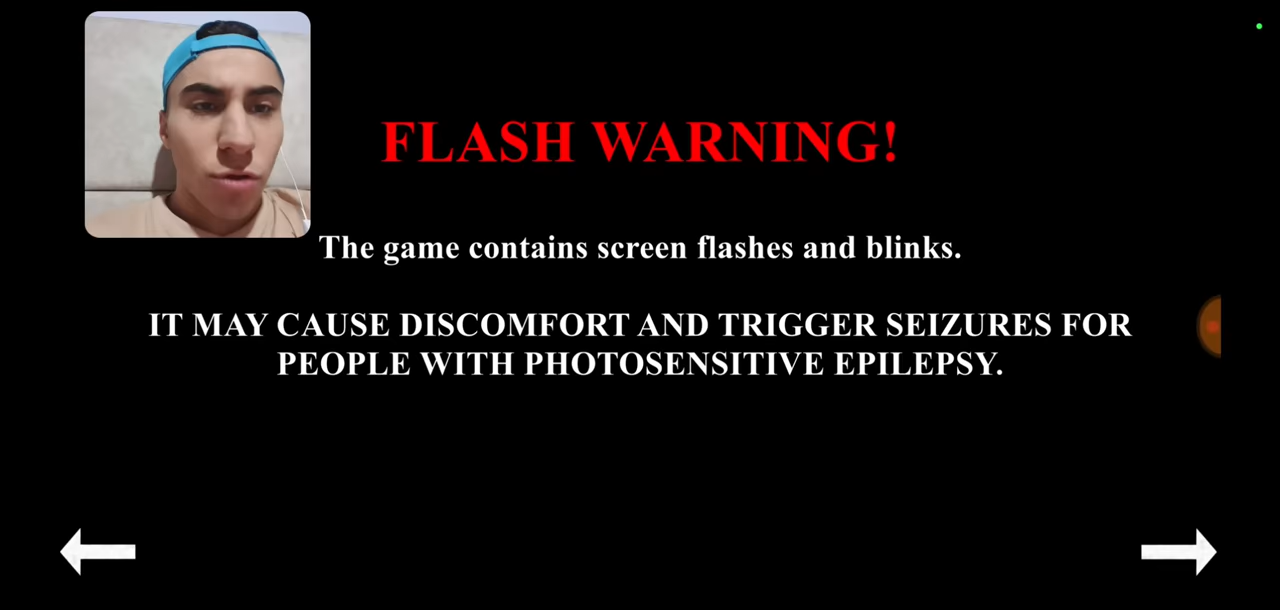 FLASH WARNING!
The game contains screen flashes and blinks.
IT MAY CAUSE DISCOMFORT AND TRIGGER SEIZURES FOR
PEOPLE WITH PHOTOSENSITIVE EPILEPSY.